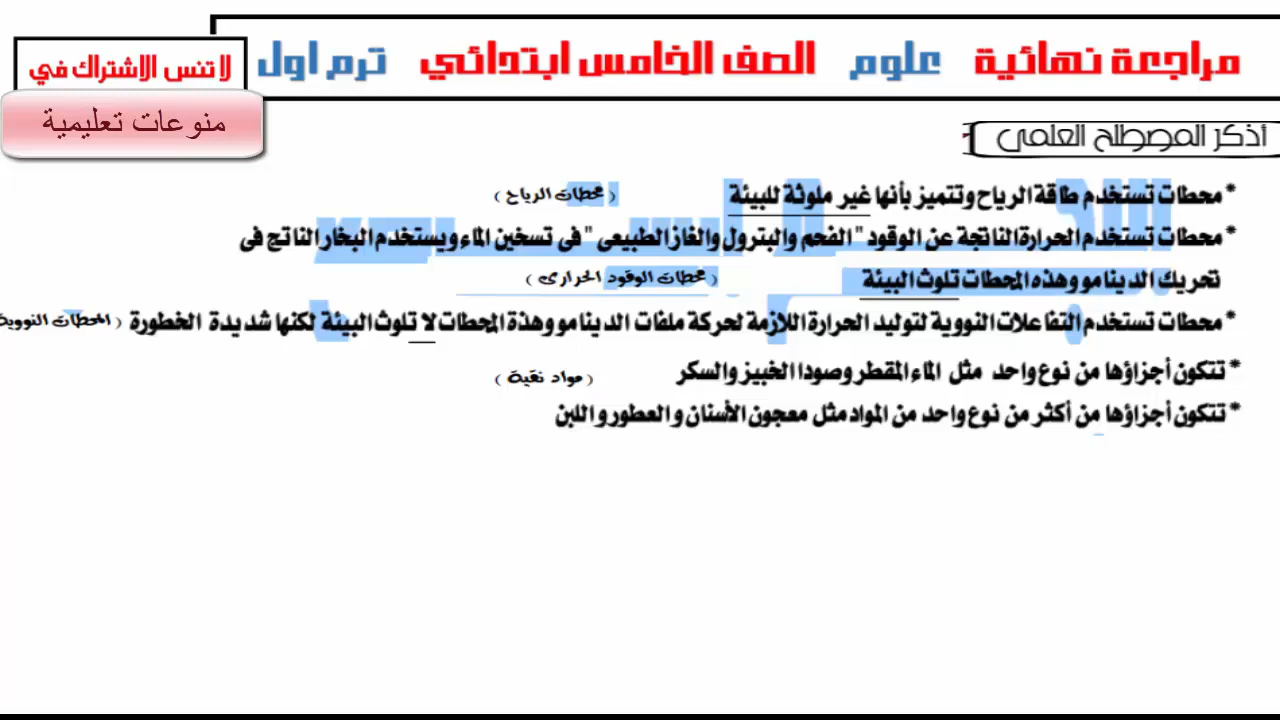 مراجعة نهائية علوم الصف الخامس ابتدائي ترم اول
لا تنس الاشتراك في
منوعات تعليمية
أذكر المصطلح العلمى
* محطات تستخدم طاقة الرياح وتتميز بأنها غير ملوثة للبيئة (محطات الرياح)
* محطات تستخدم الحرارة الناتجة عن الوقود "الفحم والبترول والغاز الطبيعى" فى تسخين الماء ويستخدم البخار الناتج فى
تحريك الدينامو وهذه المحطات تلوث البيئة (محطات الوقود الحرارى)
* محطات تستخدم التفاعلات النووية لتوليد الحرارة اللازمة لحركة ملفات الدينامو وهذة المحطات لا تلوث البيئة لكنها شديدة الخطورة (المحطات النووية
* تتكون أجزاؤها من نوع واحد مثل الماء المقطر وصودا الخبيز والسكر (مواد نقية)
* تتكون أجزاؤها من أكثر من نوع واحد من المواد مثل معجون الأسنان و العطور و اللبن